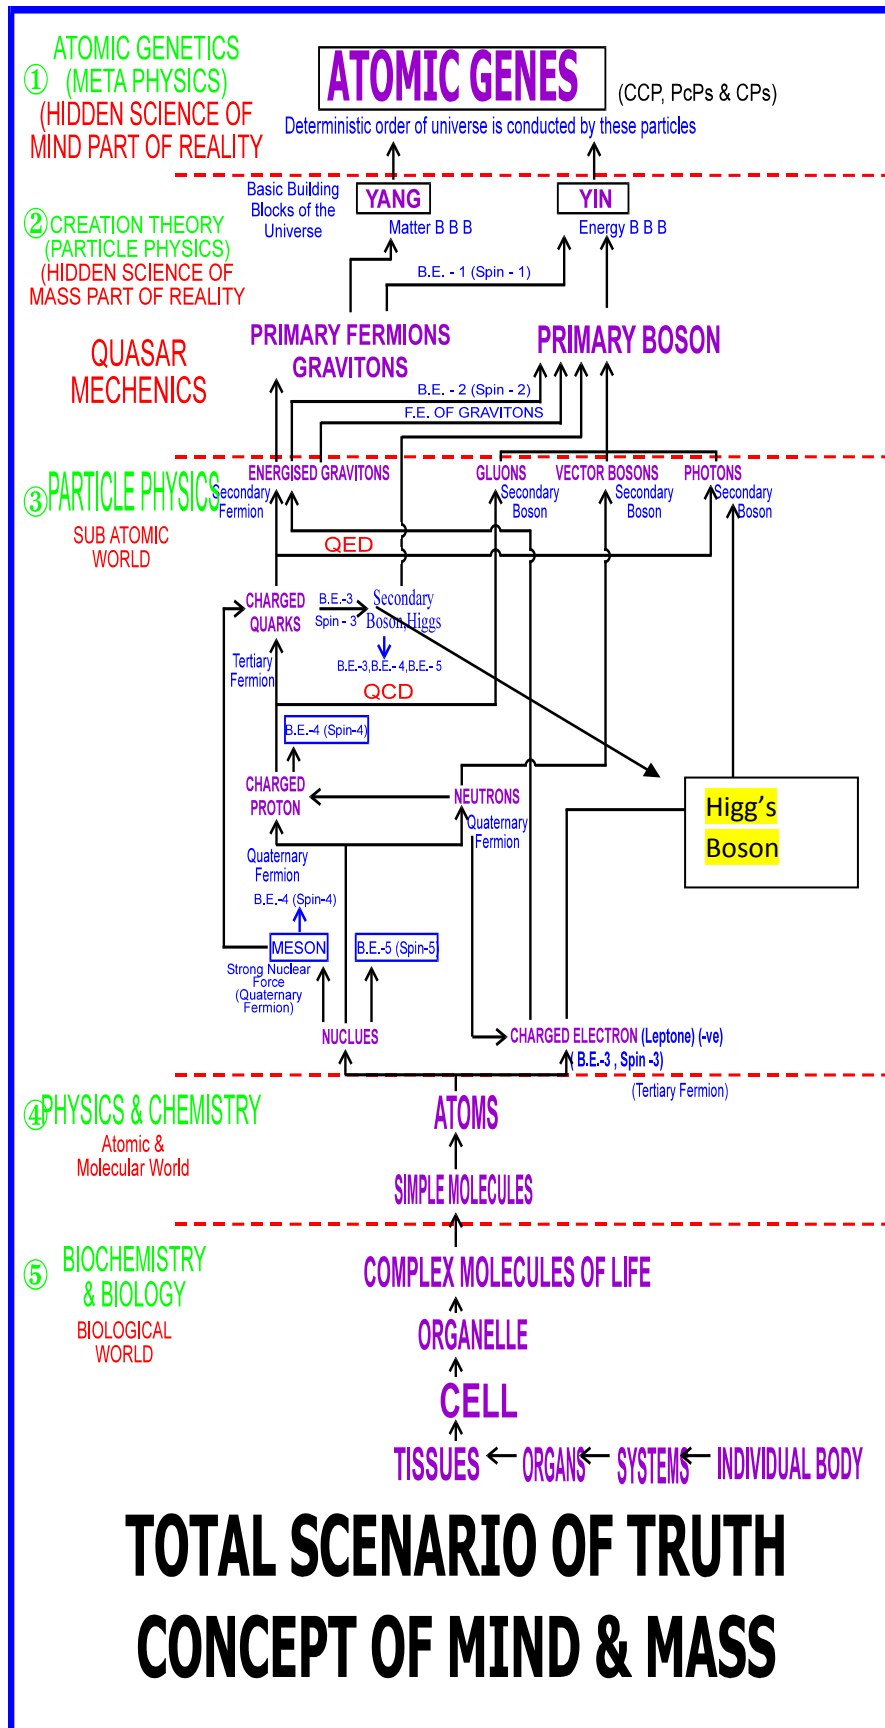 ①
ATOMIC GENETICS
(META PHYSICS)
(HIDDEN SCIENCE OF
MIND PART OF REALITY
ATOMIC GENES
(CCP, PcPs & CPs)
Deterministic order of universe is conducted by these particles
②
CREATION THEORY
(PARTICLE PHYSICS)
(HIDDEN SCIENCE OF
MASS PART OF REALITY
Basic Building
Blocks of the
Universe
YANG
Matter B B B
YIN
Energy B B B
B.E. - 1 (Spin - 1)
QUASAR
MECHENICS
PRIMARY FERMIONS
GRAVITONS
PRIMARY BOSON
B.E. - 2 (Spin - 2)
F.E. OF GRAVITONS
③
PARTICLE PHYSICS
SUB ATOMIC
WORLD
ENERGISED GRAVITONS
Secondary
Fermion
GLUONS
Secondary
Boson
VECTOR BOSONS
Secondary
Boson
PHOTONS
Secondary
Boson
QED
CHARGED
QUARKS
B.E.-3
Spin - 3
Secondary
Boson,Higgs
B.E.-3,B.E.- 4,B.E.- 5
Tertiary
Fermion
QCD
B.E.-4 (Spin-4)
CHARGED
PROTON
NEUTRONS
Quaternary
Fermion
Higg's
Boson
Quaternary
Fermion
B.E.-4 (Spin-4)
MESON
B.E.-5 (Spin-5)
Strong Nuclear
Force
(Quaternary
Fermion)
NUCLUES
CHARGED ELECTRON (Leptone) (-ve)
( B.E.-3 , Spin -3)
(Tertiary Fermion)
④
PHYSICS & CHEMISTRY
Atomic &
Molecular World
ATOMS
SIMPLE MOLECULES
⑤
BIOCHEMISTRY
& BIOLOGY
BIOLOGICAL
WORLD
COMPLEX MOLECULES OF LIFE
ORGANELLE
CELL
TISSUES
ORGANS
SYSTEMS
INDIVIDUAL BODY
TOTAL SCENARIO OF TRUTH
CONCEPT OF MIND & MASS